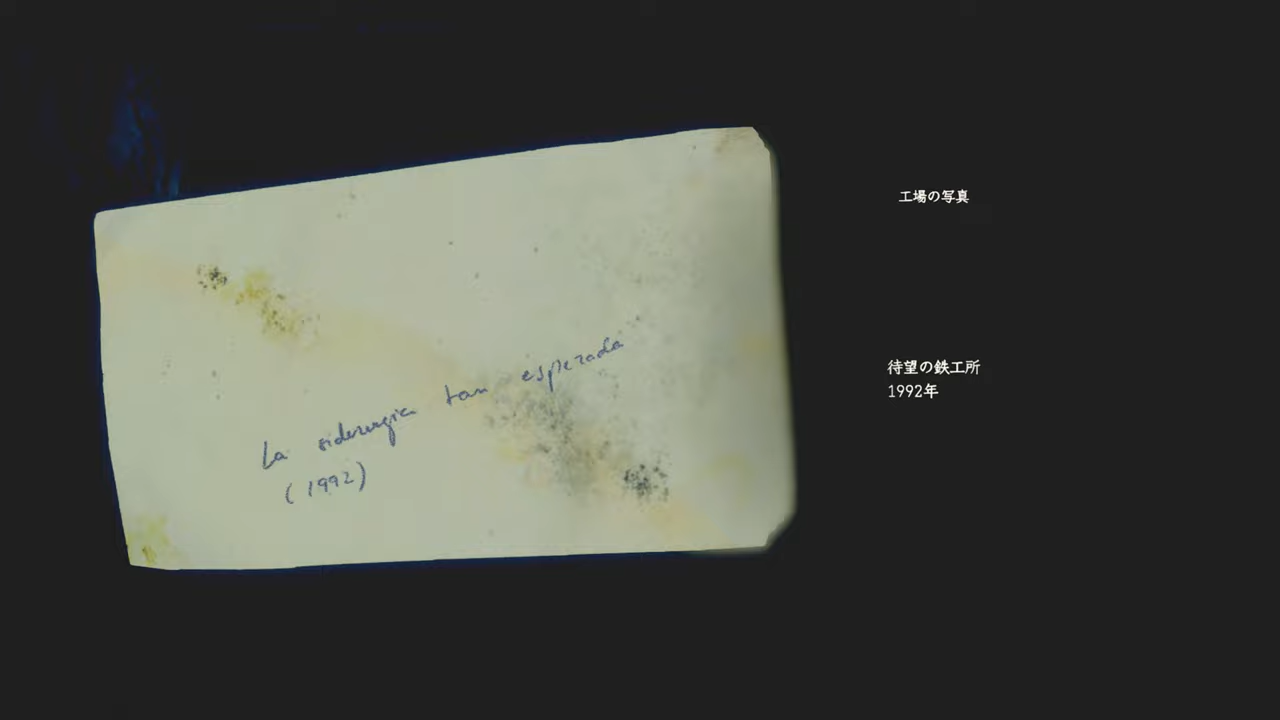 工場の写真
La siderurgia tan esperada
(1992)
待望の鉄工所
1992年